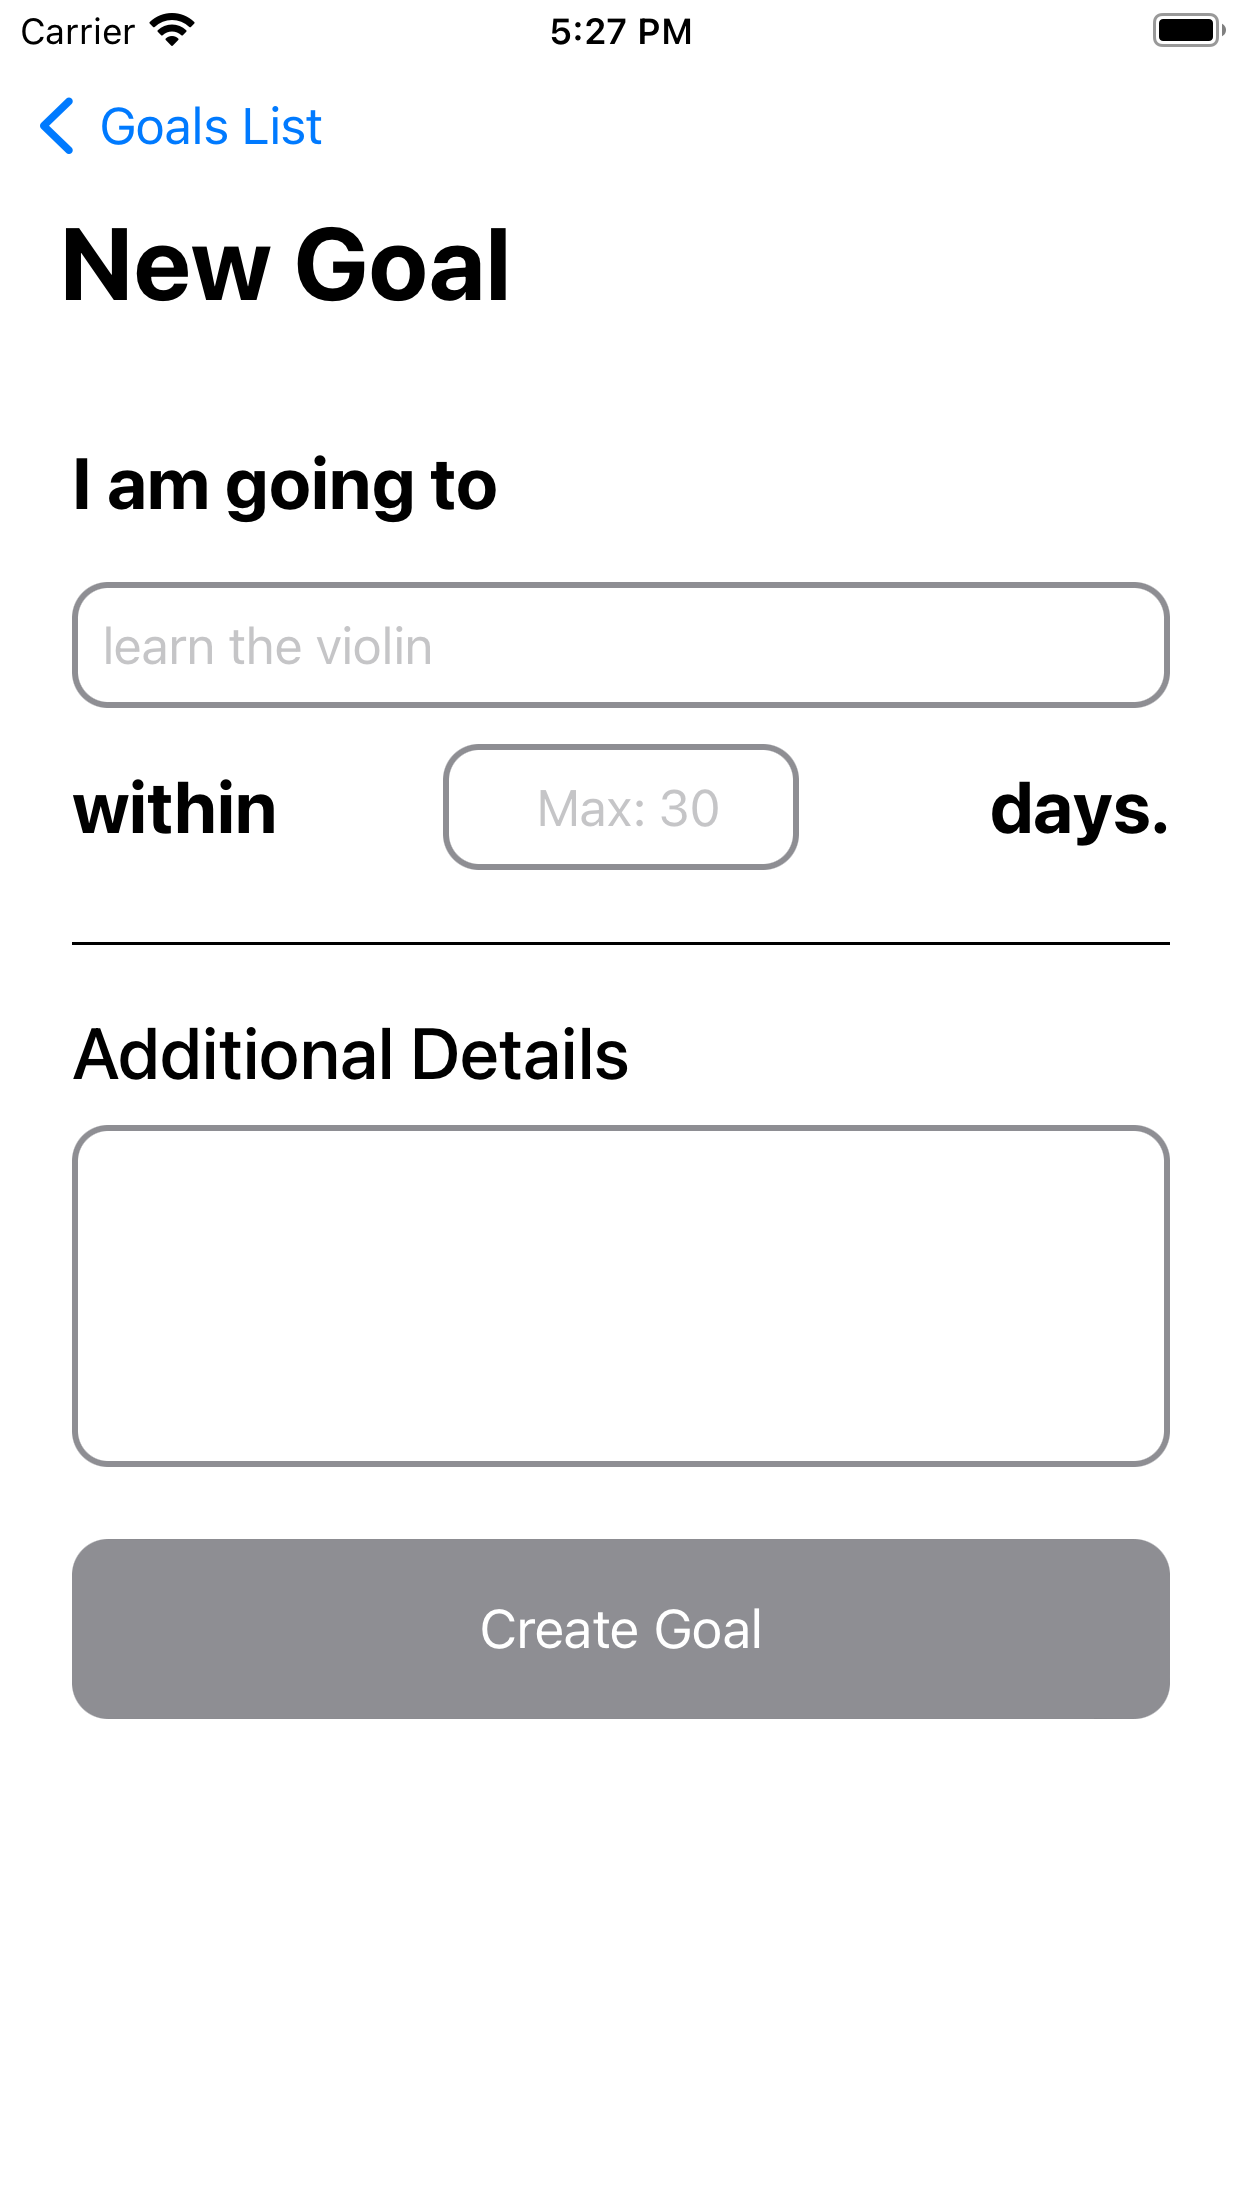 Carrier 5:27 PM
Goals List
New Goal
I am going to
learn the violin
within Max: 30 days.
Additional Details
Create Goal